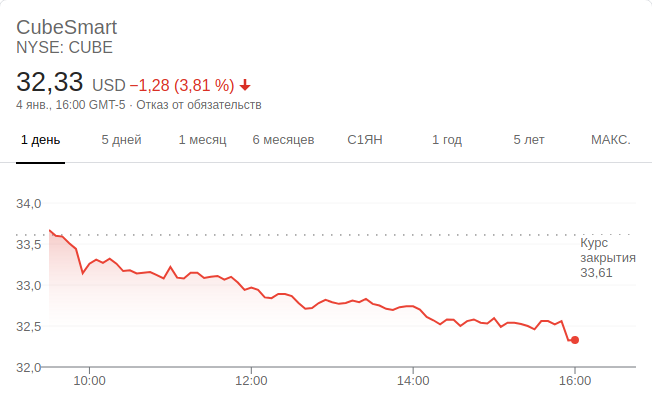 CubeSmart
NYSE: CUBE
32,33 USD −1,28 (3,81 %)
4 янв., 16:00 GMT-5 · Отказ от обязательств
1 день 5 дней 1 месяц 6 месяцев С1ЯН 1 год 5 лет МАКС.
34,0
33,5
33,0
32,5
32,0
Курс
закрытия
33,61
10:00 12:00 14:00 16:00